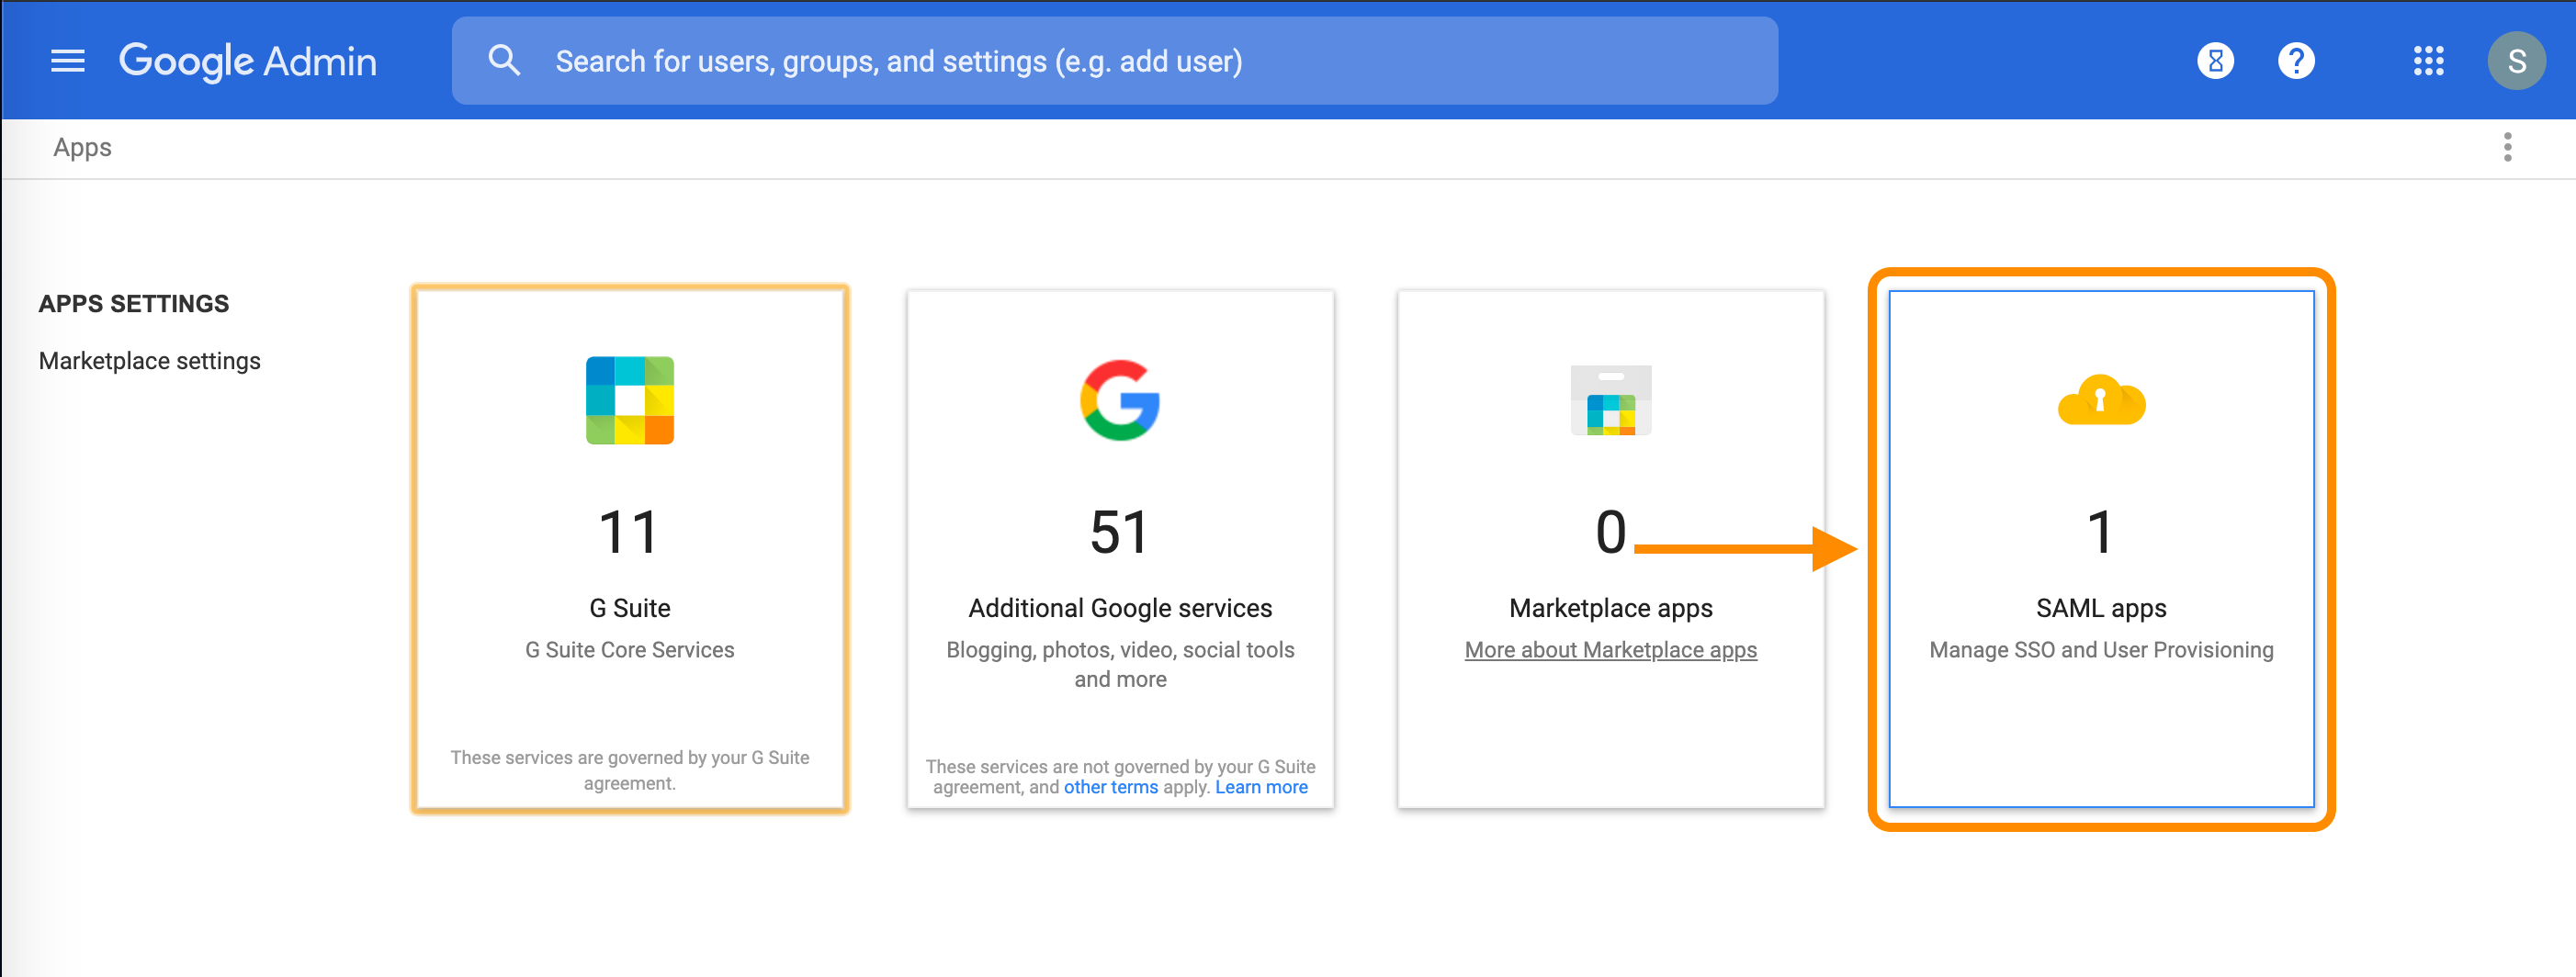 Google Admin
Search for users, groups, and settings (e.g. add user)
S
Apps
APPS SETTINGS
Marketplace settings
11
G Suite
G Suite Core Services
These services are governed by your G Suite
agreement.
51
Additional Google services
Blogging, photos, video, social tools
and more
These services are not governed by your G Suite
agreement, and other terms apply. Learn more
0
Marketplace apps
More about Marketplace apps
1
SAML apps
Manage SSO and User Provisioning